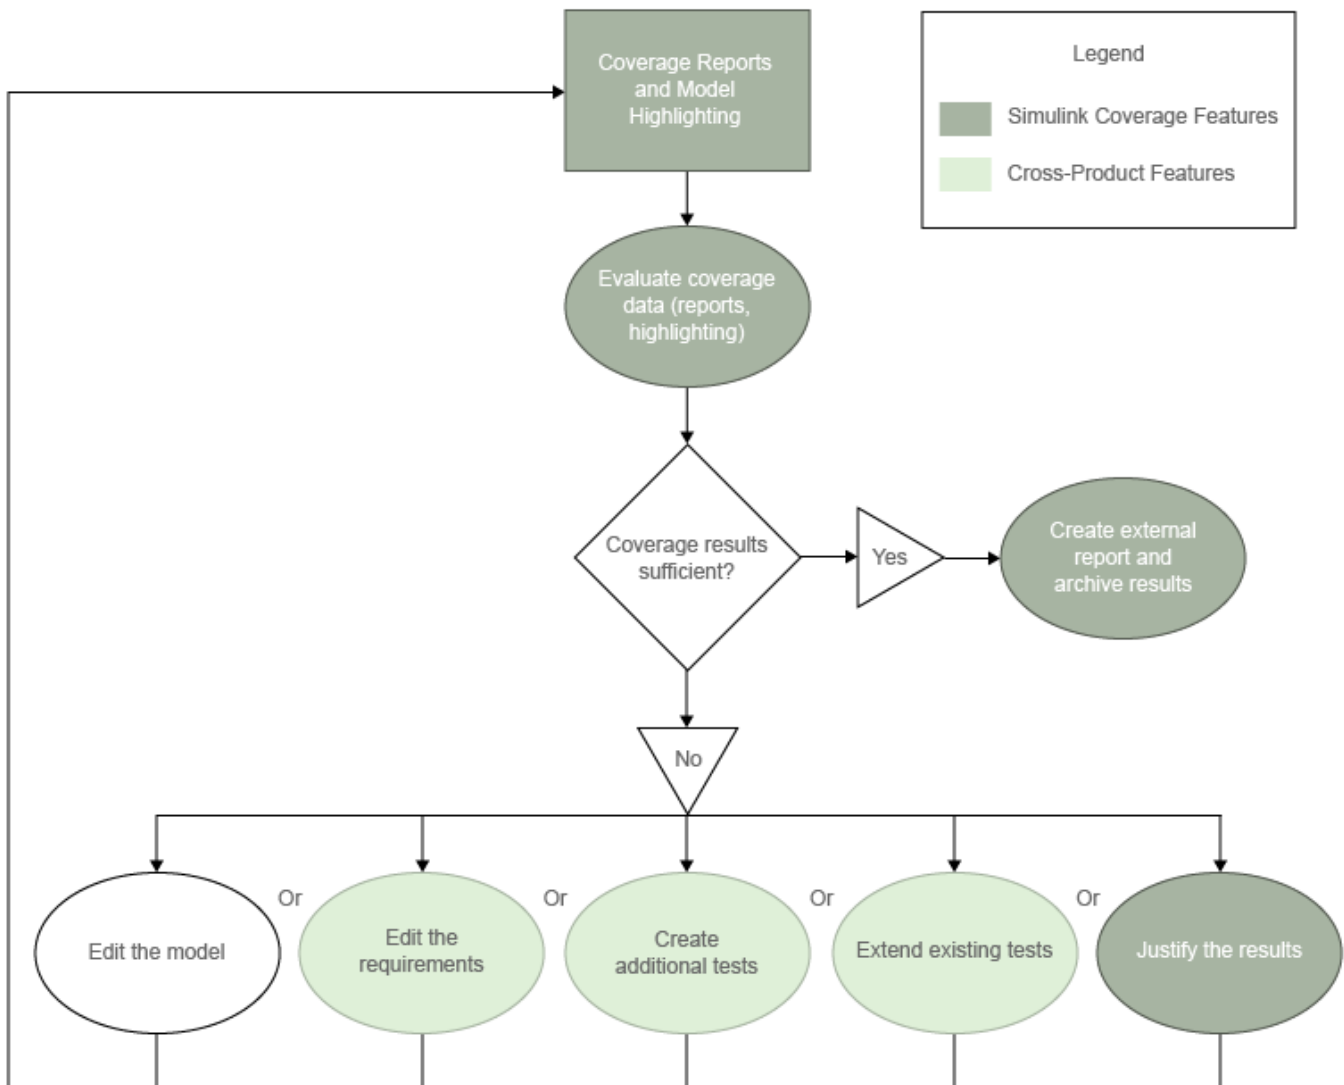 Coverage Reports
and Model
Highlighting
Legend
Simulink Coverage Features
Cross-Product Features
Evaluate coverage
data (reports,
highlighting)
Coverage results
sufficient?
Yes
Create external
report and
archive results
No
Edit the model
Or
Edit the
requirements
Or
Create
additional tests
Or
Extend existing tests
Or
Justify the results